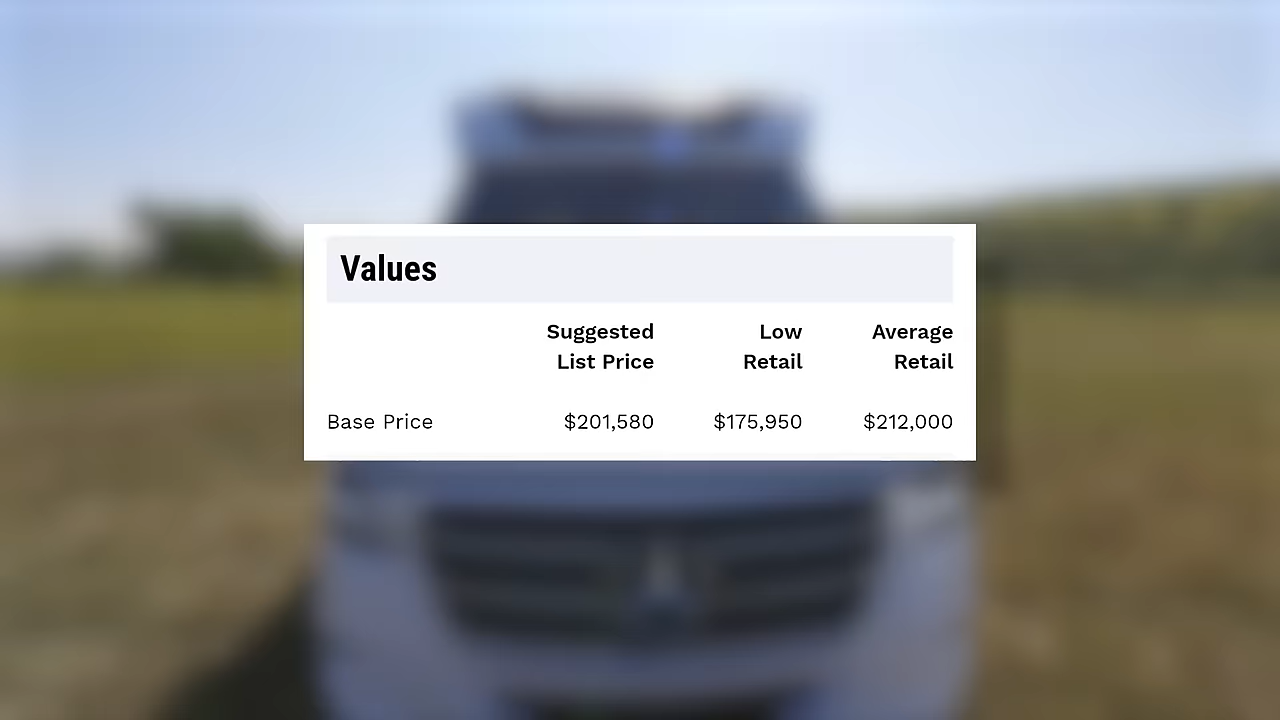 Values
Suggested Low Average
List Price Retail Retail
Base Price $201,580 $175,950 $212,000